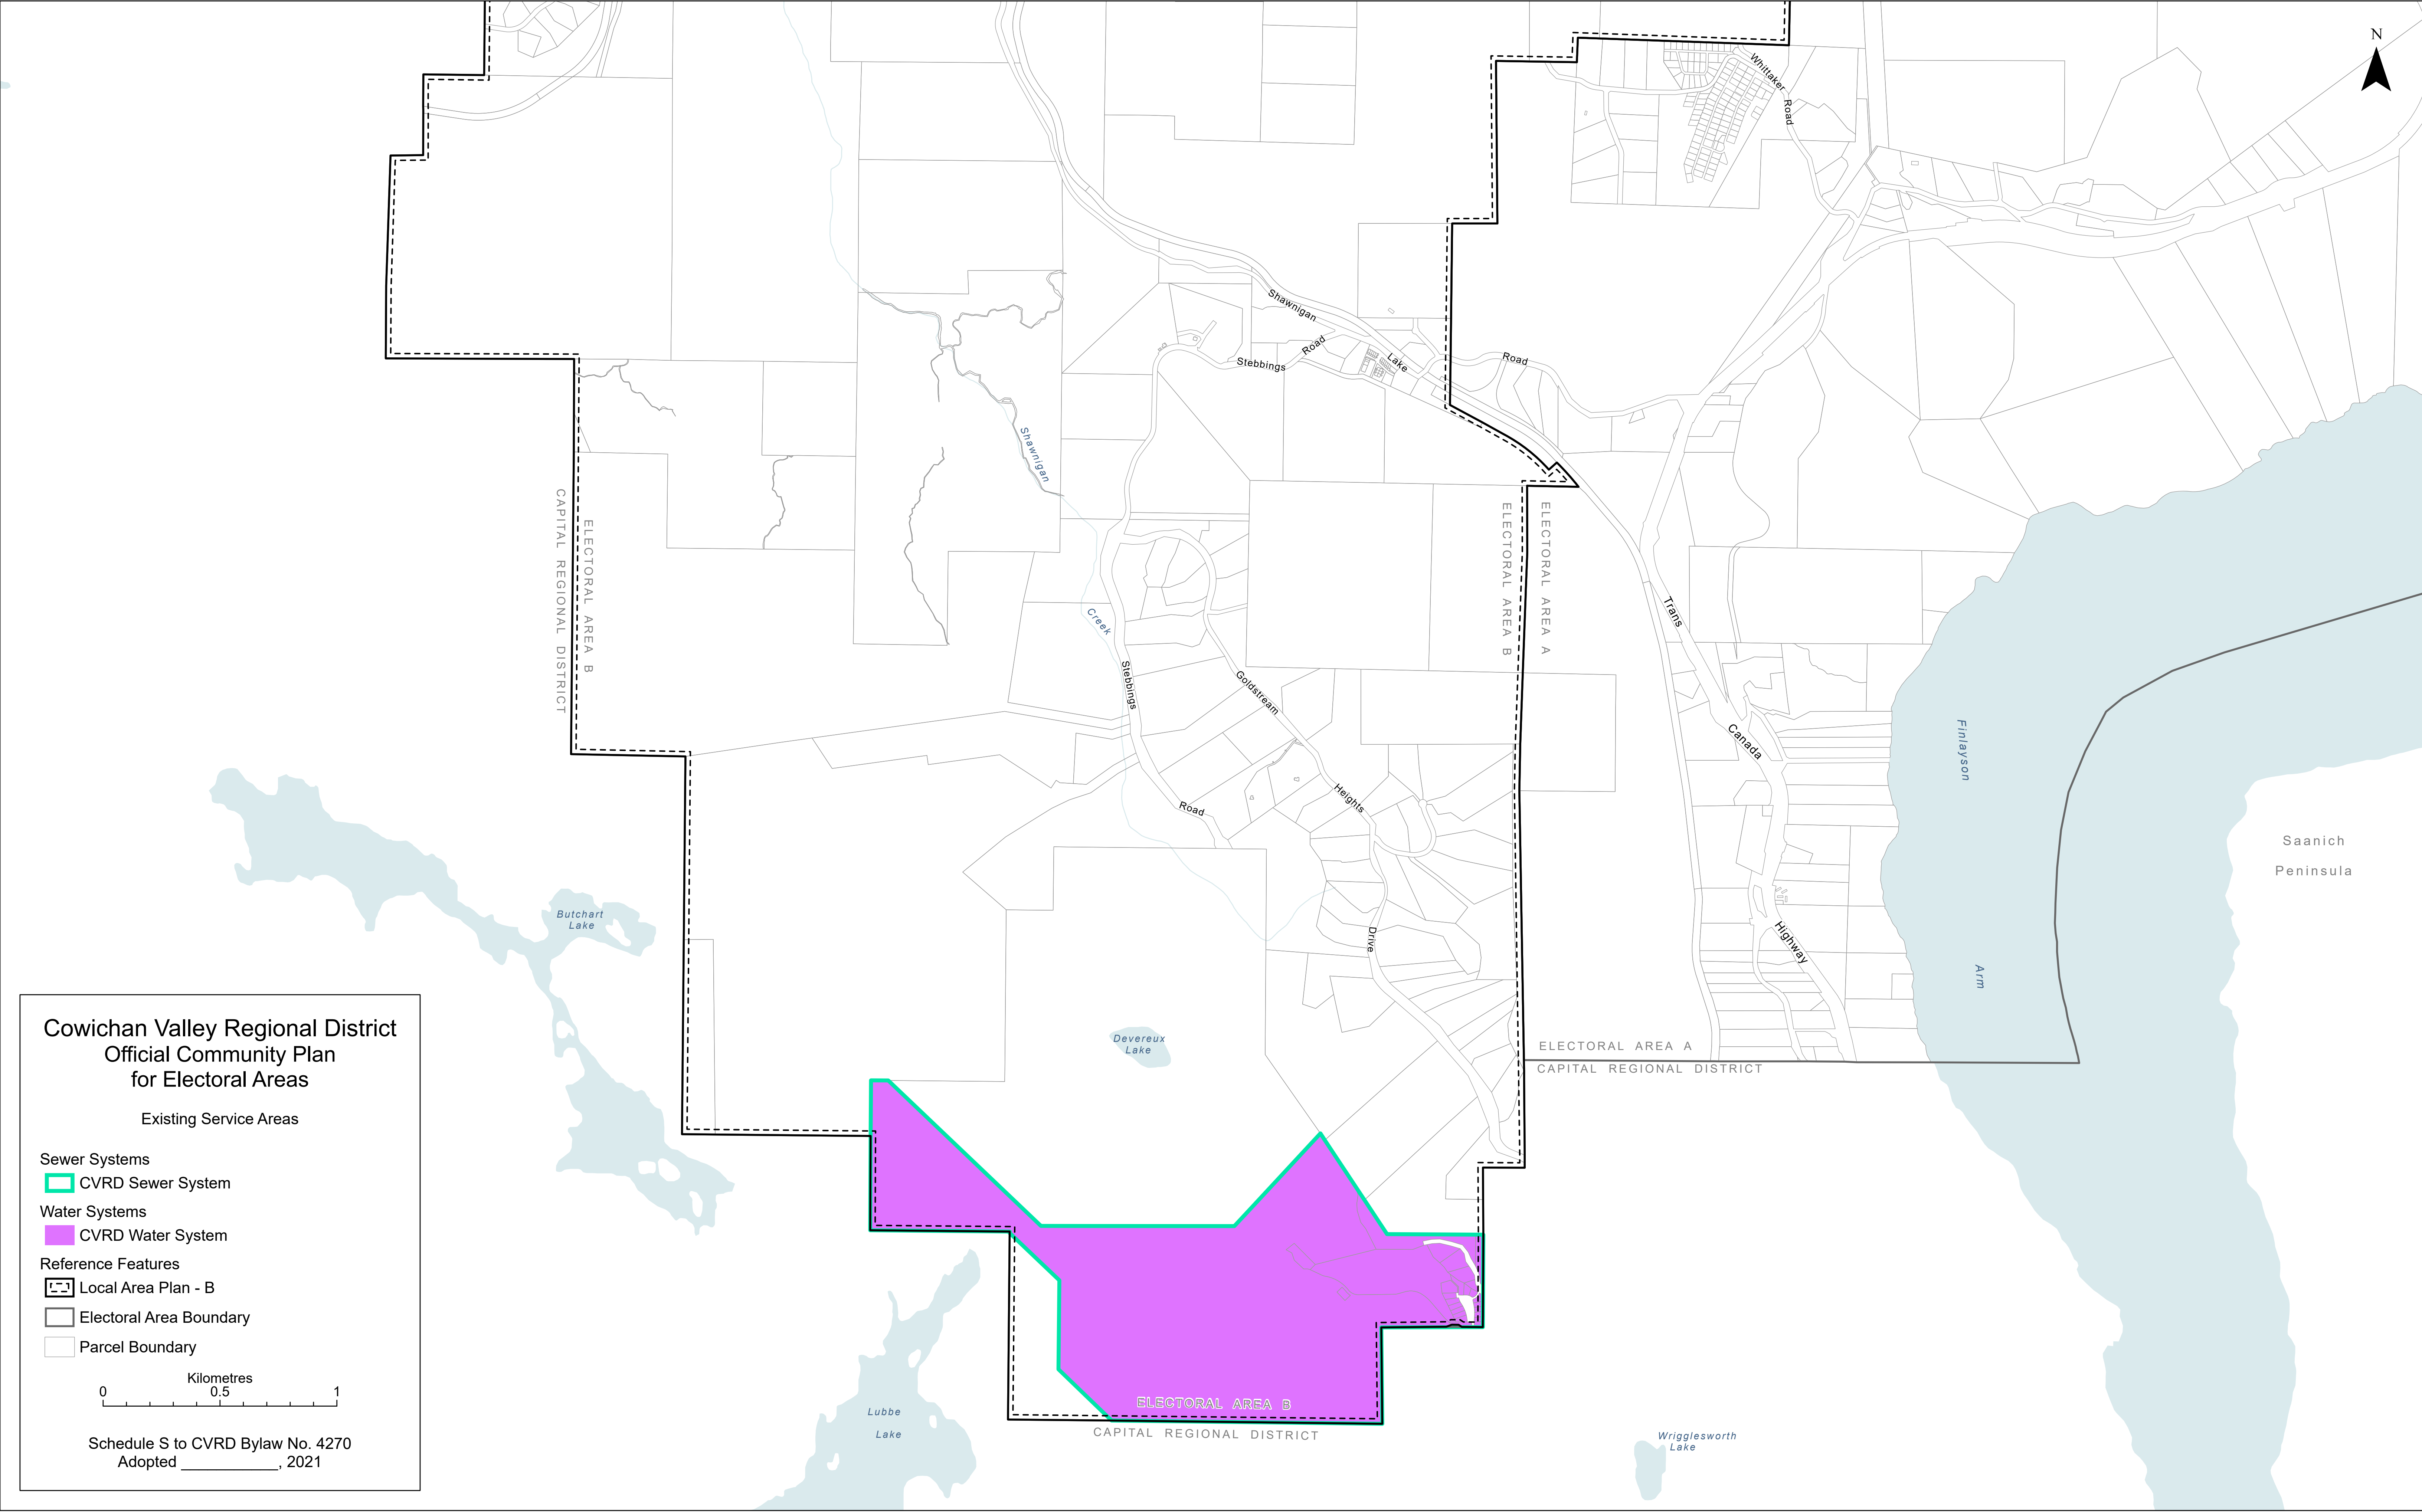 N
Whittaker
Road
Shawnigan
Lake
Road
Stebbings
Road
Shawnigan
Creek
CAPITAL REGIONAL DISTRICT
ELECTORAL AREA B
ELECTORAL AREA B
ELECTORAL AREA A
Trans
Canada
Highway
Stebbings
Road
Goldstream
Heights
Drive
Finlayson
Arm
Saanich
Peninsula
Butchart
Lake
Devereux
Lake
ELECTORAL AREA A
CAPITAL REGIONAL DISTRICT
ELECTORAL AREA B
CAPITAL REGIONAL DISTRICT
Lubbe
Lake
Wrigglesworth
Lake
Cowichan Valley Regional District
Official Community Plan
for Electoral Areas
Existing Service Areas
Sewer Systems
CVRD Sewer System
Water Systems
CVRD Water System
Reference Features
Local Area Plan - B
Electoral Area Boundary
Parcel Boundary
Kilometres
0 0.5 1
Schedule S to CVRD Bylaw No. 4270
Adopted ___________, 2021